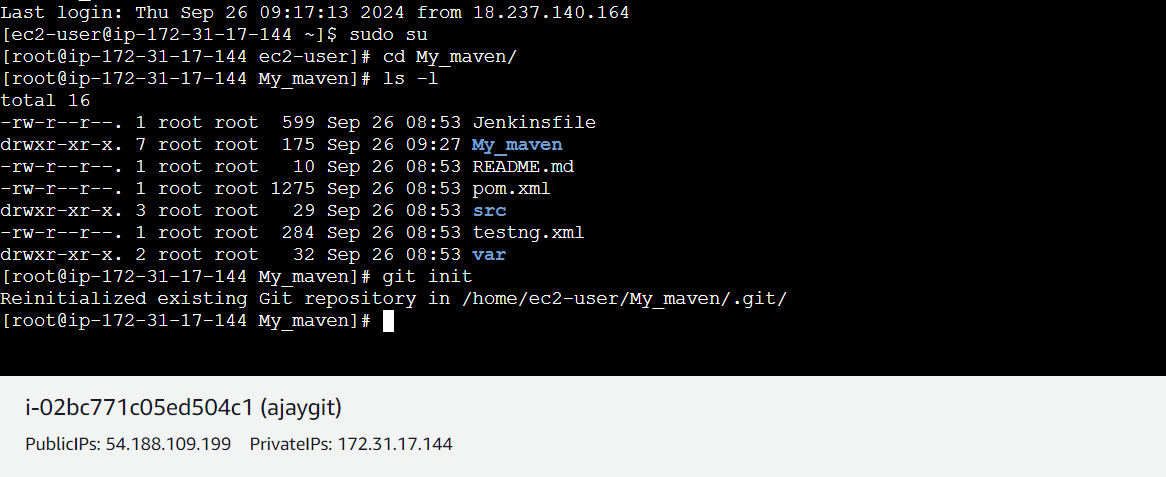 Last login: Thu Sep 26 09:17:13 2024 from 18.237.140.164
[ec2-user@ip-172-31-17-144 ~]$ sudo su
[root@ip-172-31-17-144 ec2-user]# cd My_maven/
[root@ip-172-31-17-144 My_maven]# ls -l
total 16
-rw-r--r--. 1 root root  599 Sep 26 08:53 Jenkinsfile
drwxr-xr-x. 7 root root  175 Sep 26 09:27 My_maven
-rw-r--r--. 1 root root   10 Sep 26 08:53 README.md
-rw-r--r--. 1 root root 1275 Sep 26 08:53 pom.xml
drwxr-xr-x. 3 root root   29 Sep 26 08:53 src
-rw-r--r--. 1 root root  284 Sep 26 08:53 testng.xml
drwxr-xr-x. 2 root root   32 Sep 26 08:53 var
[root@ip-172-31-17-144 My_maven]# git init
Reinitialized existing Git repository in /home/ec2-user/My_maven/.git/
[root@ip-172-31-17-144 My_maven]#
i-02bc771c05ed504c1 (ajaygit)
PublicIPs: 54.188.109.199 PrivateIPs: 172.31.17.144